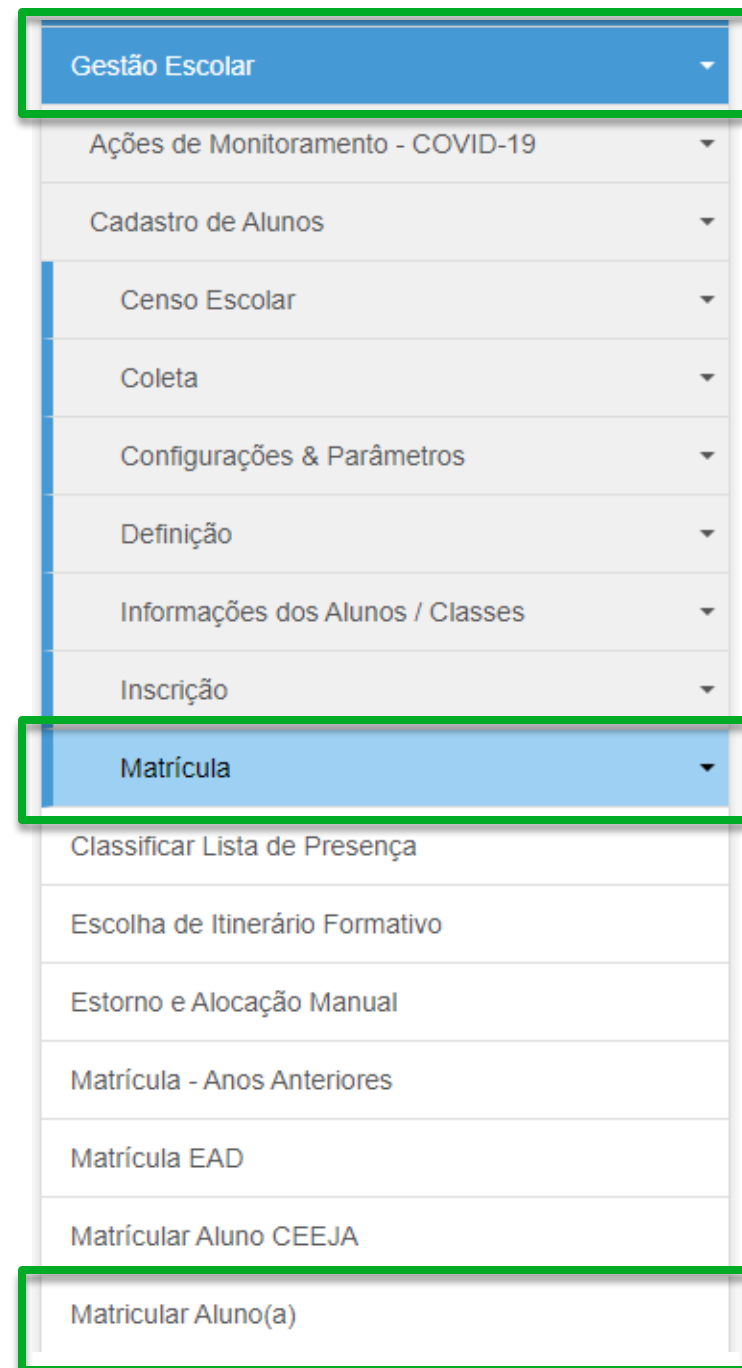 Gestão Escolar
Ações de Monitoramento - COVID-19
Cadastro de Alunos
Censo Escolar
Coleta
Configurações & Parâmetros
Definição
Informações dos Alunos / Classes
Inscrição
Matrícula
Classificar Lista de Presença
Escolha de Itinerário Formativo
Estorno e Alocação Manual
Matrícula - Anos Anteriores
Matrícula EAD
Matrícular Aluno CEEJA
Matricular Aluno(a)